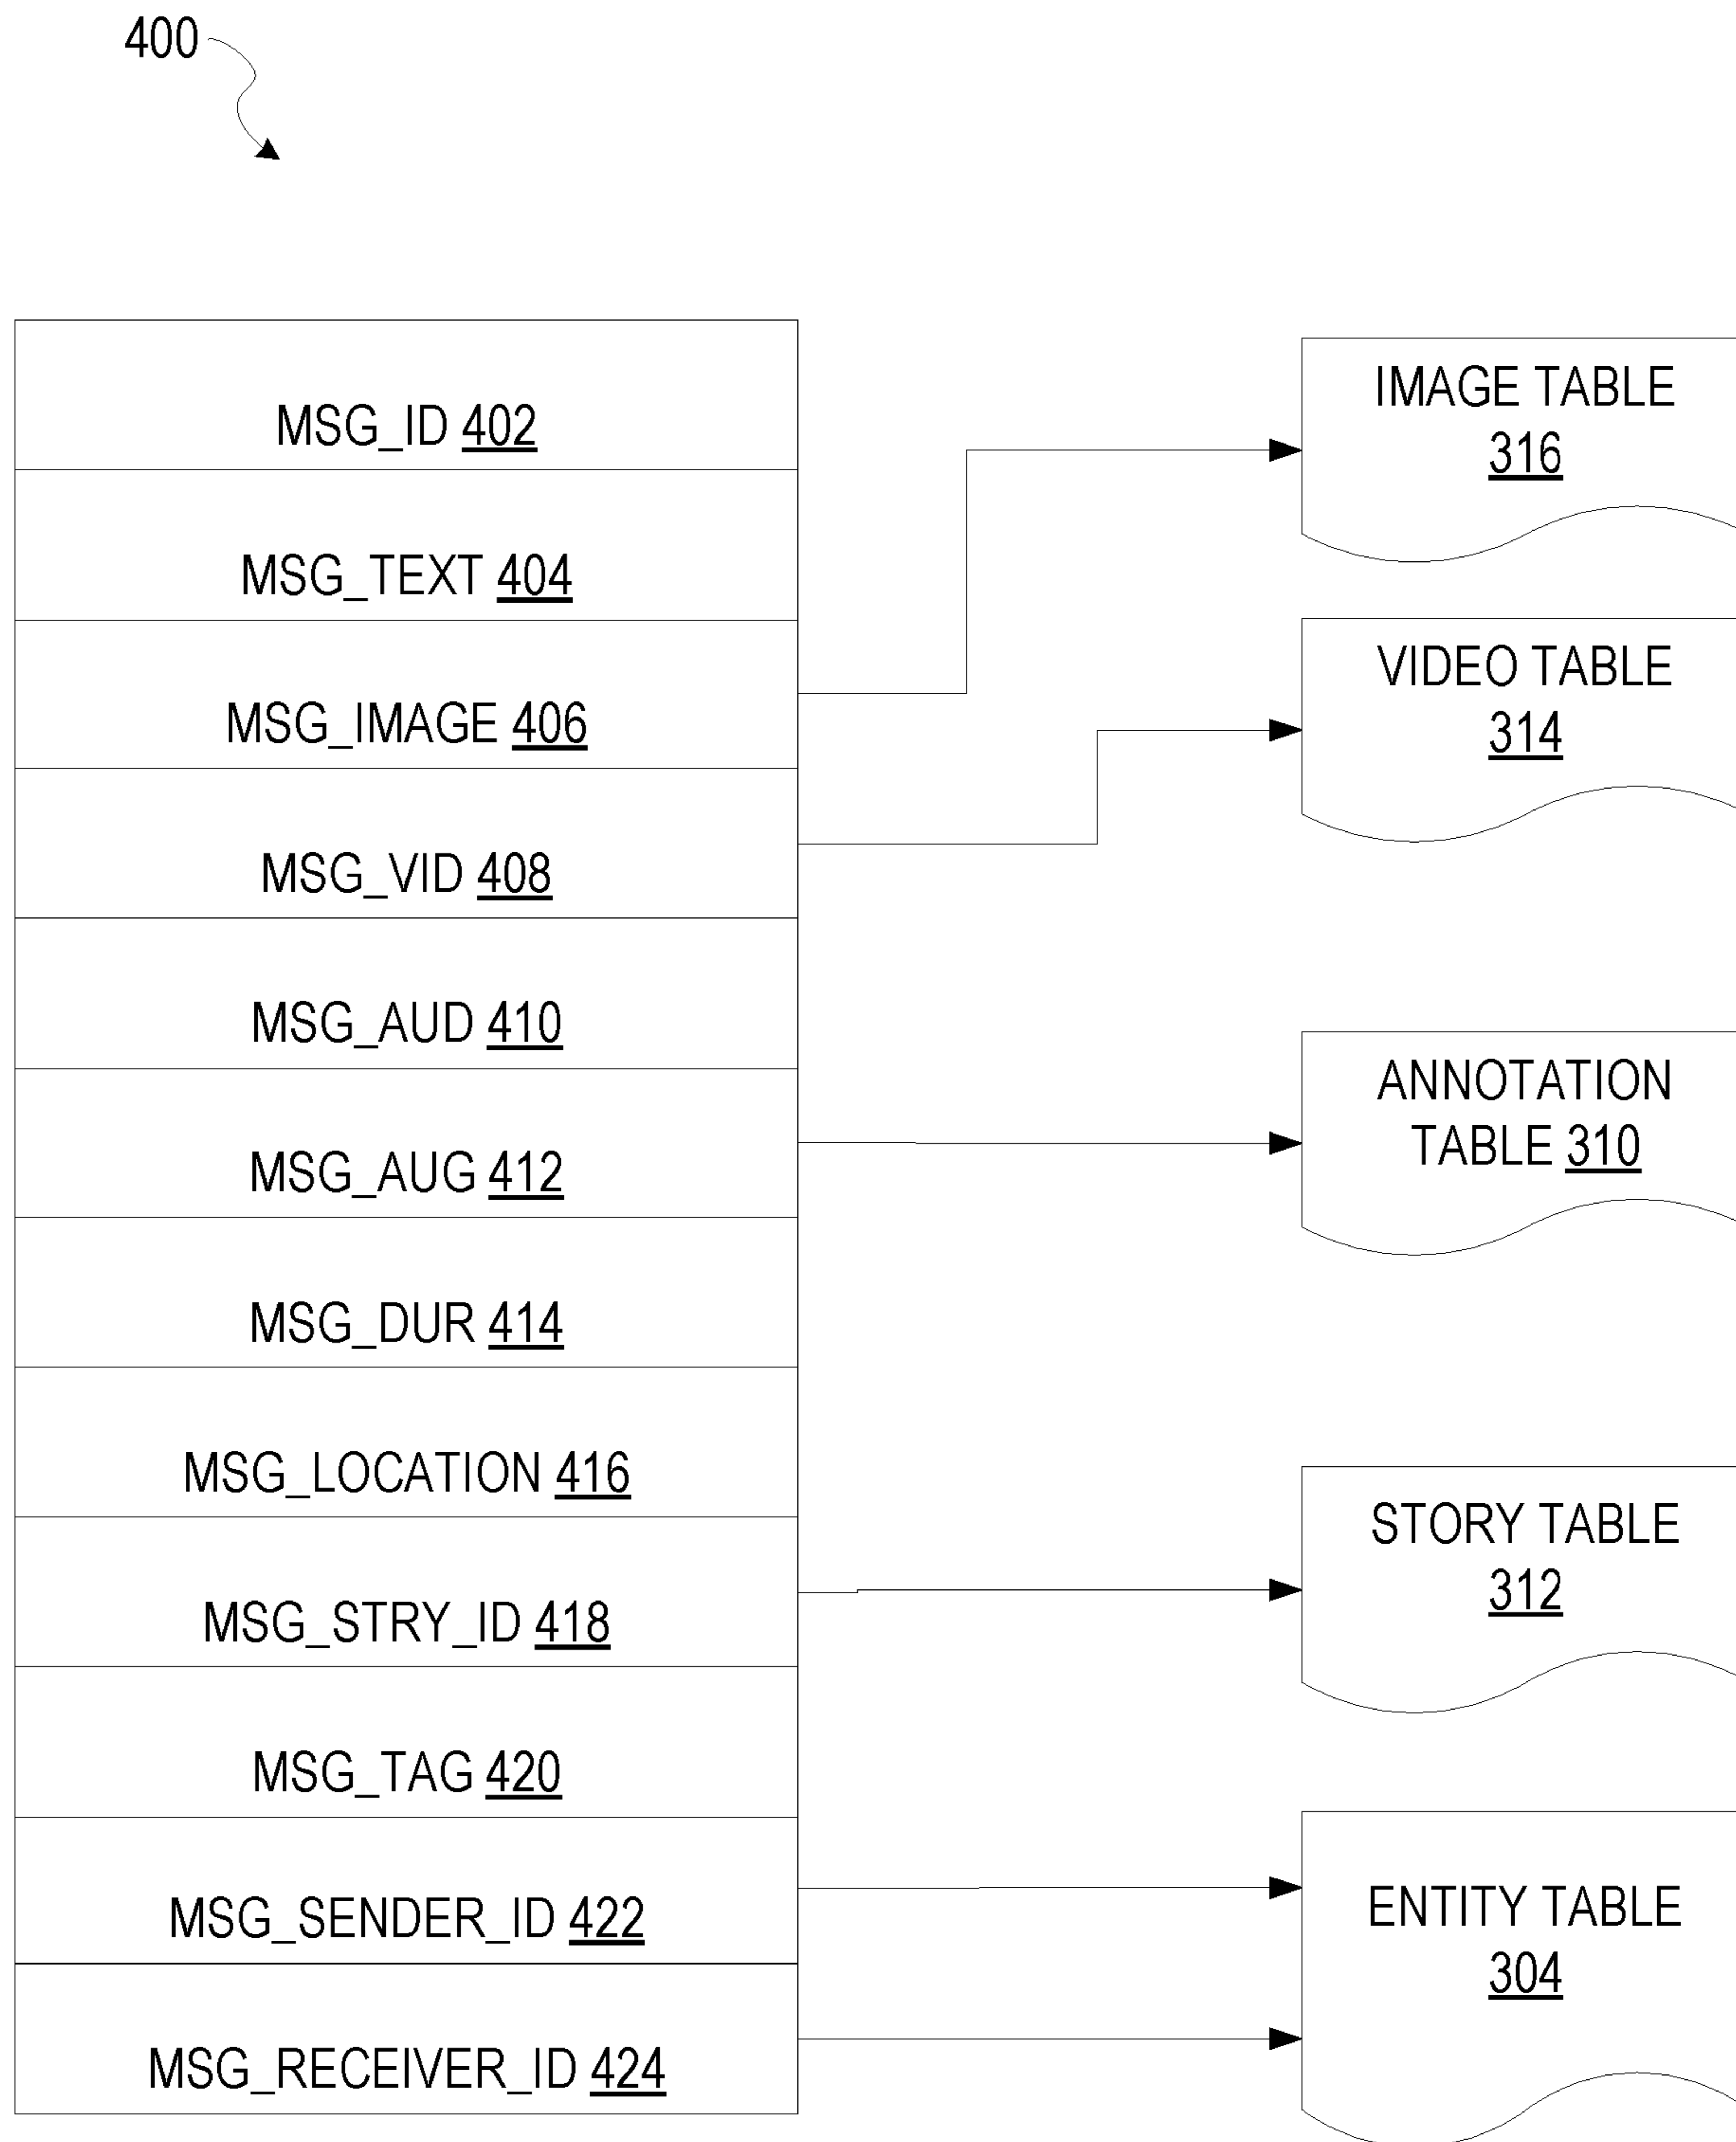 400
MSG_ID 402
MSG_TEXT 404
MSG_IMAGE 406
MSG_VID 408
MSG_AUD 410
MSG_AUG 412
MSG_DUR 414
MSG_LOCATION 416
MSG_STRY_ID 418
MSG_TAG 420
MSG_SENDER_ID 422
MSG_RECEIVER_ID 424
IMAGE TABLE
316
VIDEO TABLE
314
ANNOTATION
TABLE 310
STORY TABLE
312
ENTITY TABLE
304